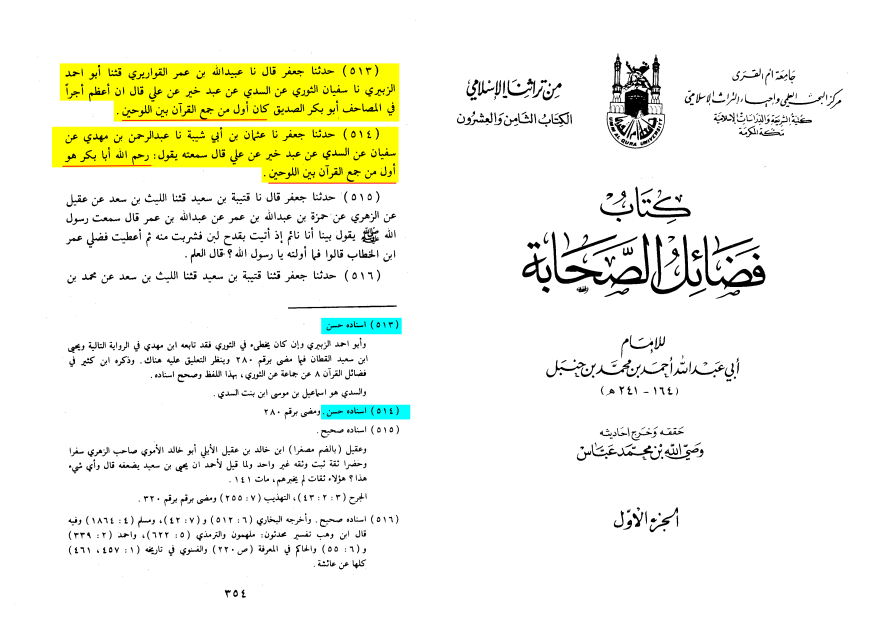 جامعة ام القرى
مركز البحث العلمي وإحياء التراث الإسلامي
كلية الشريعة والدراسات الإسلامية
مكة المكرمة
من تراثنا الإسلامي
الكتاب الثامن والعشرون
UMM AL QURA UNIVERSITY
كتاب
فضائل الصحابة
للإمام
أبي عبد الله أحمد بن محمد بن حنبل
(١٦٤ - ٢٤١ هـ)
حققه وخرج احاديثه
وصي الله بن محمد عباس
الجزء الاول
(٥١٣) حدثنا جعفر قال نا عبيدالله بن عمر القواريري قثنا أبو احمد
الزبيري نا سفيان الثوري عن السدي عن عبد خير عن علي قال ان أعظم أجراً
في المصاحف أبو بكر الصديق كان أول من جمع القرآن بين اللوحين .
(٥١٤) حدثنا جعفر نا عثمان بن أبي شيبة نا عبدالرحمن بن مهدي عن
سفيان عن السدي عن عبد خير عن علي قال سمعته يقول: رحم الله أبا بكر هو
أول من جمع القرآن بين اللوحين .
(٥١٥) حدثنا جعفر قال نا قتيبة بن سعيد قثنا الليث بن سعد عن عقيل
عن الزهري عن حمزة بن عبدالله بن عمر عن عبدالله بن عمر قال سمعت رسول
الله ﷺ يقول بينا أنا نائم إذ أتيت بقدح لبن فشربت منه ثم أعطيت فضلي عمر
ابن الخطاب قالوا فما أولته يا رسول الله؟ قال العلم .
(٥١٦) حدثنا جعفر قثنا قتيبة بن سعيد قثنا الليث بن سعد عن محمد بن
(٥١٣) اسناده حسن
وأبو احمد الزبيري وإن كان يخطىء في الثوري فقد تابعه ابن مهدي في الرواية التالية ويحيى
ابن سعيد القطان فيما مضى برقم ٢٨٠ وينظر التعليق عليه هناك . وذكره ابن كثير في
فضائل القرآن ٨ عن جماعة عن الثوري ، بهذا اللفظ وصحح اسناده .
والسدي هو اسماعيل بن موسى ابن بنت السدي .
(٥١٤) اسناده حسن . ومضى برقم ٢٨٠
(٥١٥) اسناده صحيح .
وعقيل (بالضم مصغرا) ابن خالد بن عقيل الأيلي أبو خالد الأموي صاحب الزهري سفرا
وحضرا ثقة ثبت وثقه غير واحد ولما قيل لأحمد ان يحيى بن سعيد يضعفه قال وأي شيء
هذا ؟ هؤلاء ثقات لم يخبرهم ، مات ١٤١ .
الجرح (٣ : ٢ : ٤٣) ، التهذيب (٧ : ٢٥٥) ومضى برقم برقم ٣٢٠ .
(٥١٦) اسناده صحيح . وأخرجه البخاري (٦ : ٥١٢) و (٧ : ٤٢) ، ومسلم (٤ : ١٨٦٤) وفيه
قال ابن وهب تفسير محدثون : ملهمون والترمذي (٥ : ٦٢٢) ، واحمد (٢ : ٣٣٩)
و (٦ : ٥٥) والحاكم في المعرفة (ص ٢٢٠) والفسوي في تاريخه (١ : ٤٥٧ ، ٤٦١)
كلها عن عائشة .
٣٥٤